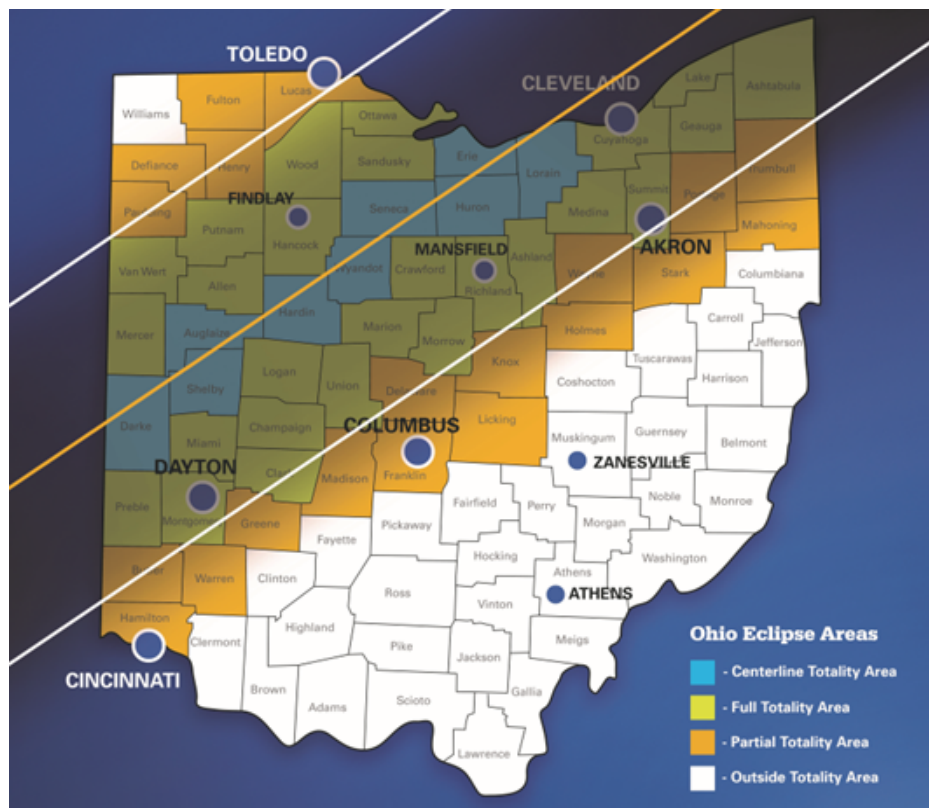 TOLEDO
CLEVELAND
Lake
Ashtabula
Williams
Fulton
Lucas
Ottawa
Geauga
Cuyahoga
Defiance
Henry
Wood
Sandusky
Erie
Lorain
Trumbull
Paulding
FINDLAY
Seneca
Huron
Medina
Summit
Portage
Putnam
Hancock
MANSFIELD
Ashland
AKRON
Mahoning
Van Wert
Allen
Wyandot
Crawford
Richland
Wayne
Stark
Columbiana
Mercer
Auglaize
Hardin
Marion
Morrow
Holmes
Carroll
Jefferson
Logan
Union
Delaware
Knox
Coshocton
Tuscarawas
Harrison
Shelby
Darke
Champaign
COLUMBUS
Licking
Muskingum
Guernsey
Belmont
Miami
DAYTON
Clark
Madison
Franklin
ZANESVILLE
Preble
Montgomery
Greene
Fairfield
Perry
Noble
Monroe
Pickaway
Morgan
Fayette
Hocking
Washington
Butler
Warren
Clinton
Athens
ATHENS
Ross
Vinton
Hamilton
Highland
Clermont
Pike
Meigs
CINCINNATI
Jackson
Brown
Adams
Scioto
Gallia
Lawrence
Ohio Eclipse Areas
- Centerline Totality Area
- Full Totality Area
- Partial Totality Area
- Outside Totality Area